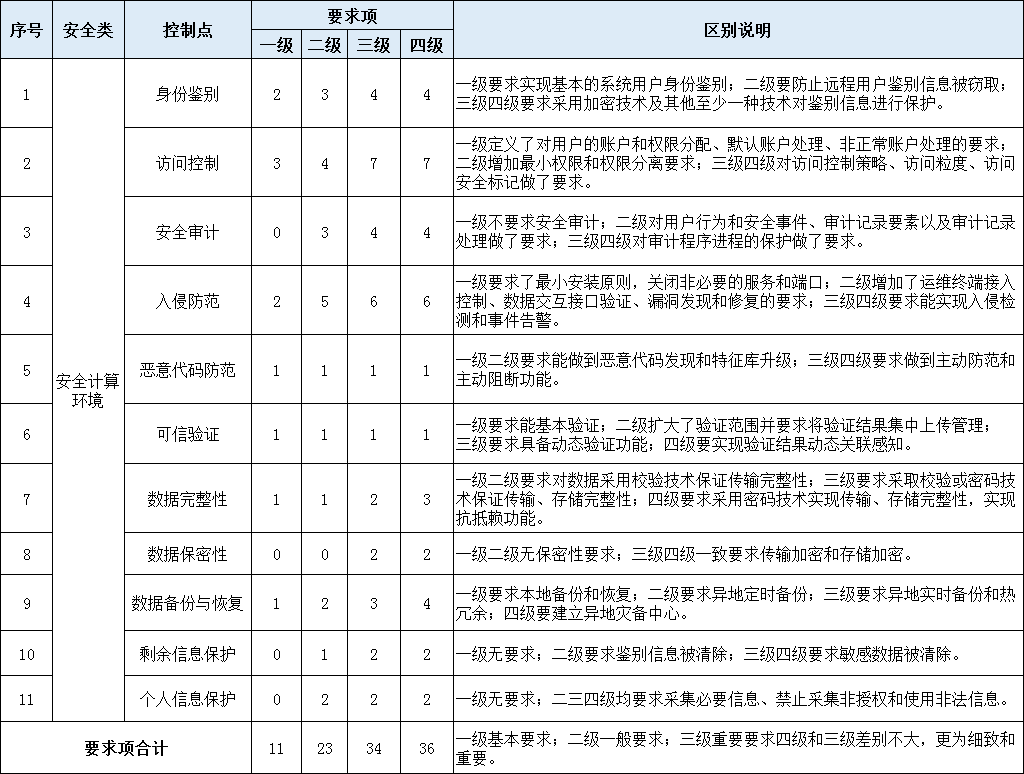 序号 安全类 控制点 要求项 区别说明
一级 二级 三级 四级
1 身份鉴别 2 3 4 4 一级要求实现基本的系统用户身份鉴别；二级要防止远程用户鉴别信息被窃取；
三级四级要求采用加密技术及其他至少一种技术对鉴别信息进行保护。
2 访问控制 3 4 7 7 一级定义了对用户的账户和权限分配、默认账户处理、非正常账户处理的要求；
二级增加最小权限和权限分离要求；三级四级对访问控制策略、访问粒度、访问
安全标记做了要求。
3 安全审计 0 3 4 4 一级不要求安全审计；二级对用户行为和安全事件、审计记录要素以及审计记录
处理做了要求；三级四级对审计程序进程的保护做了要求。
4 入侵防范 2 5 6 6 一级要求了最小安装原则，关闭非必要的服务和端口；二级增加了运维终端接入
控制、数据交互接口验证、漏洞发现和修复的要求；三级四级要求能实现入侵检
测和事件告警。
5 安全计算
环境 恶意代码防范 1 1 1 1 一级二级要求能做到恶意代码发现和特征库升级；三级四级要求做到主动防范和
主动阻断功能。
6 可信验证 1 1 1 1 一级要求能基本验证；二级扩大了验证范围并要求将验证结果集中上传管理；
三级要求具备动态验证功能；四级要实现验证结果动态关联感知。
7 数据完整性 1 1 2 3 一级二级要求对数据采用校验技术保证传输完整性；三级要求采取校验或密码技
术保证传输、存储完整性；四级要求采用密码技术实现传输、存储完整性，实现
抗抵赖功能。
8 数据保密性 0 0 2 2 一级二级无保密性要求；三级四级一致要求传输加密和存储加密。
9 数据备份与恢复 1 2 3 4 一级要求本地备份和恢复；二级要求异地定时备份；三级要求异地实时备份和热
冗余；四级要建立异地灾备中心。
10 剩余信息保护 0 1 2 2 一级无要求；二级要求鉴别信息被清除；三级四级要求敏感数据被清除。
11 个人信息保护 0 2 2 2 一级无要求；二三四级均要求采集必要信息、禁止采集非授权和使用非法信息。
要求项合计 11 23 34 36 一级基本要求；二级一般要求；三级重要要求四级和三级差别不大，更为细致和
重要。